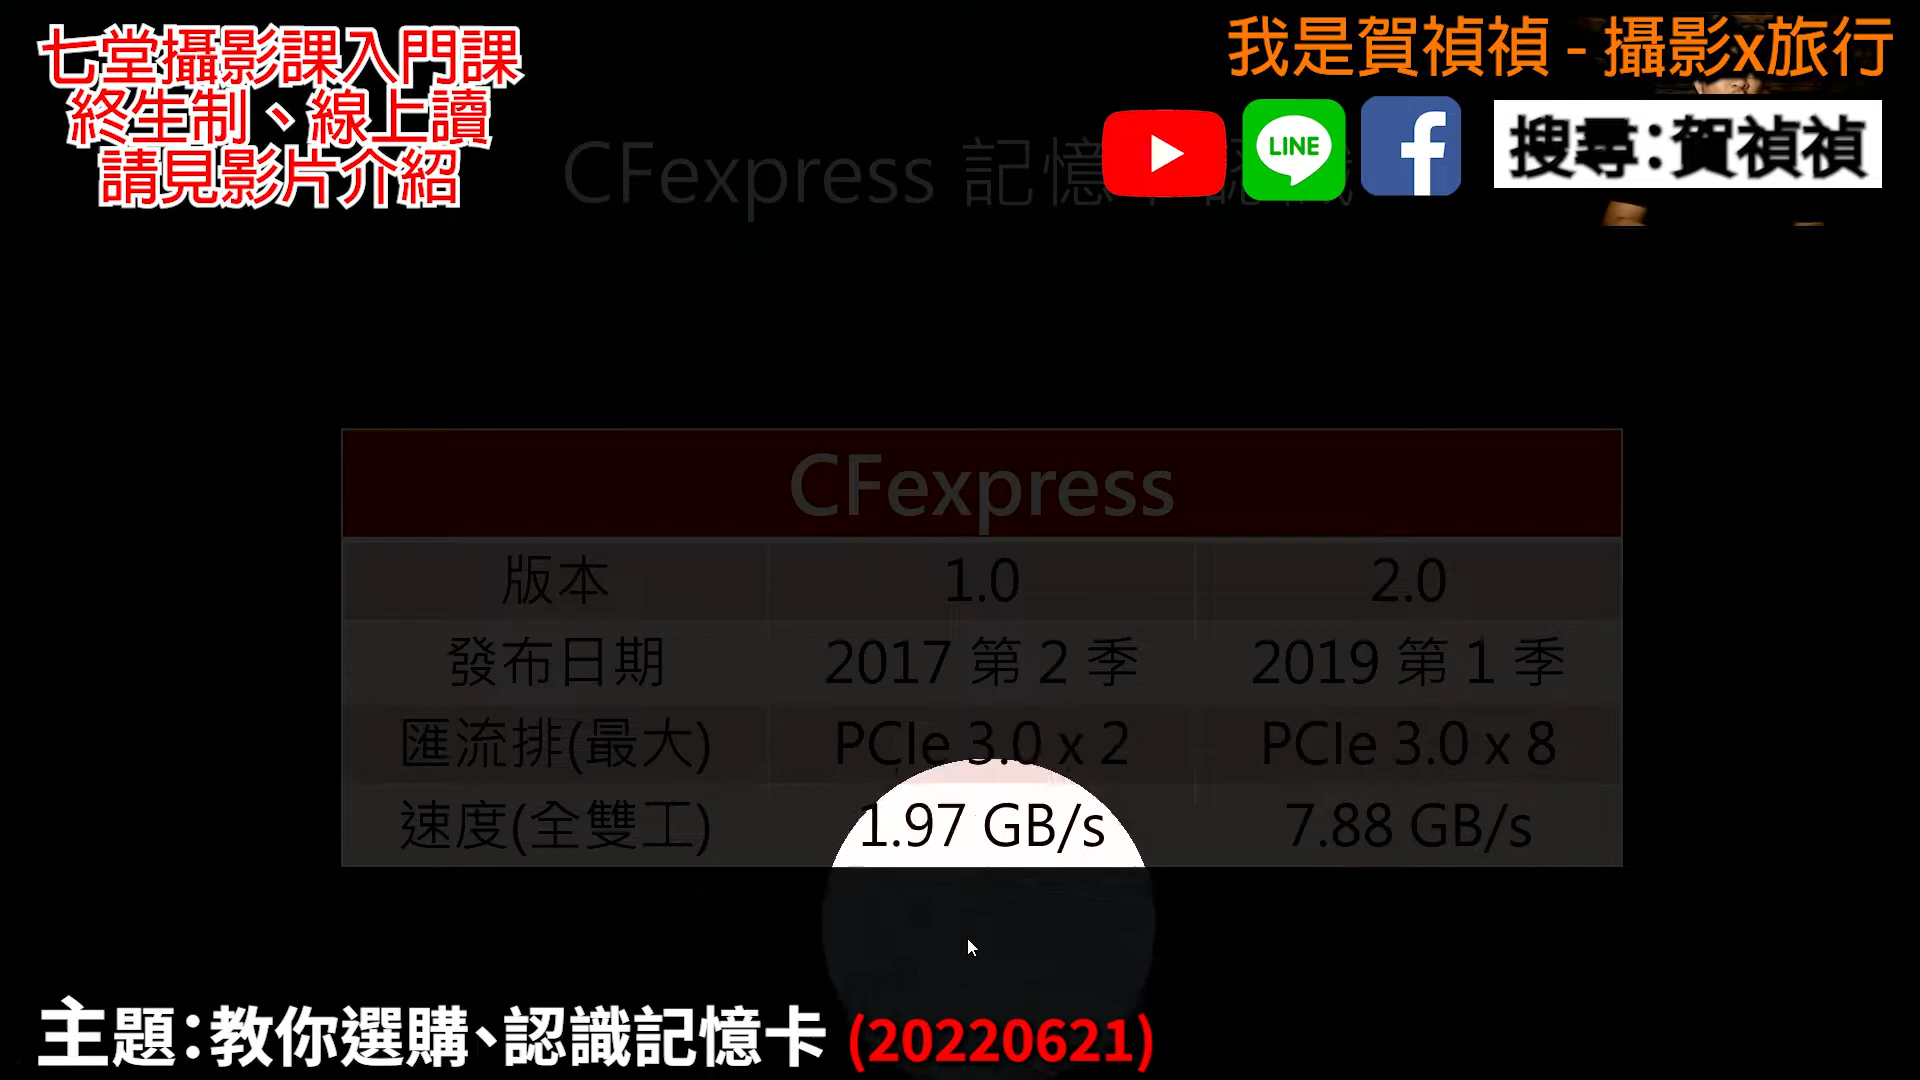 七堂攝影課入門課
終生制、線上讀
請見影片介紹
我是賀禎禎 - 攝影x旅行
LINE
搜尋:賀禎禎
CFexpress 記憶卡認識
CFexpress
版本 1.0 2.0
發布日期 2017 第 2 季 2019 第 1 季
匯流排(最大) PCIe 3.0 x 2 PCIe 3.0 x 8
速度(全雙工) 1.97 GB/s 7.88 GB/s
主題:教你選購、認識記憶卡 (20220621)